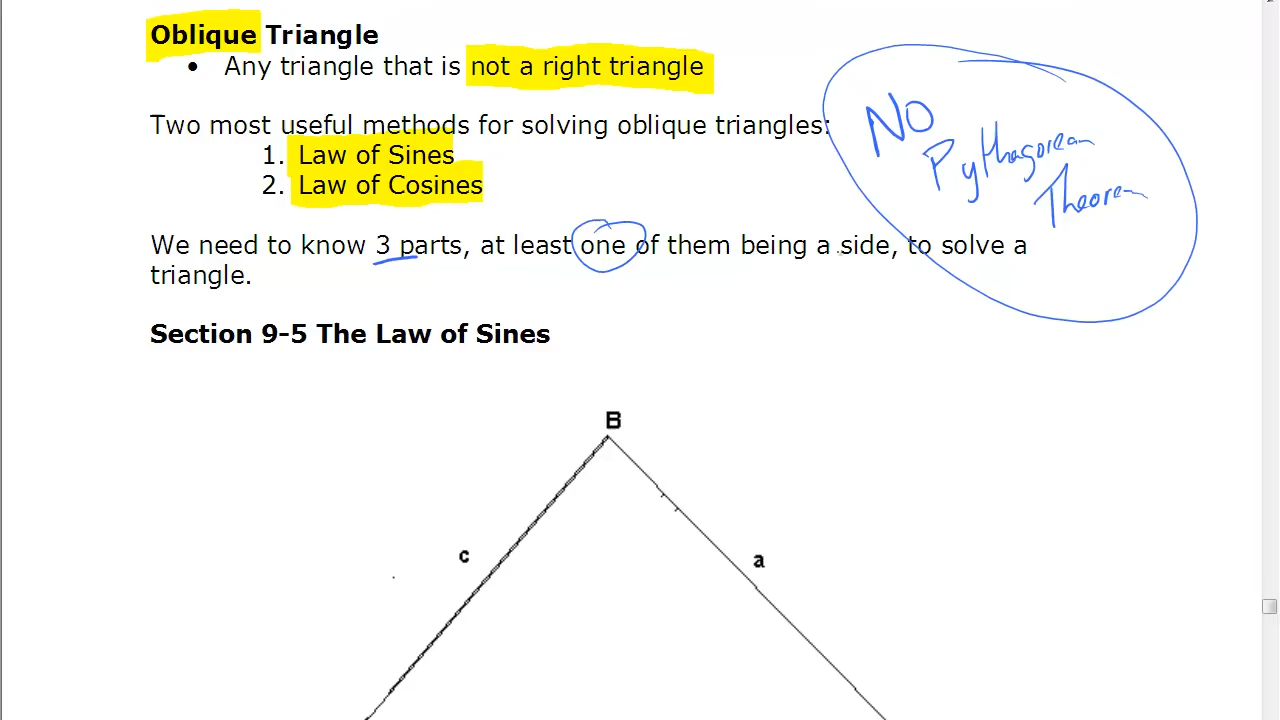 Oblique Triangle
• Any triangle that is not a right triangle
NO
Pythagorean
Theorem
Two most useful methods for solving oblique triangles:
1. Law of Sines
2. Law of Cosines
We need to know 3 parts, at least one of them being a side, to solve a
triangle.
Section 9-5 The Law of Sines
B
c
a